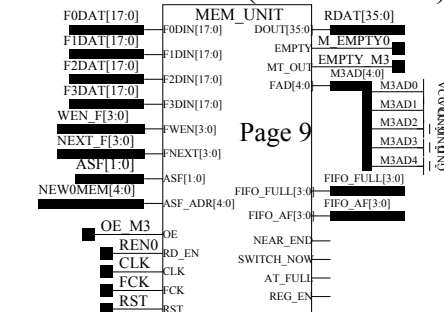 MEM_UNIT
F0DAT[17:0] F0DIN[17:0] DOUT[35:0] RDAT[35:0]
F1DAT[17:0] F1DIN[17:0] EMPTY M_EMPTY0
F2DAT[17:0] F2DIN[17:0] MT_OUT EMPTY_M3
F3DAT[17:0] F3DIN[17:0] FAD[4:0] M3AD[4:0]
M3AD0
M3AD1
M3AD2
M3AD3
M3AD4
WEN_F[3:0] FWEN[3:0]
NEXT_F[3:0] FNEXT[3:0]
Page 9
ASF[1:0] ASF[1:0] FIFO_FULL[3:0] FIFO_FULL[3:0]
NEW0MEM[4:0] ASF_ADR[4:0] FIFO_AF[3:0] FIFO_AF[3:0]
OE_M3 OE NEAR_END
REN0 RD_EN SWITCH_NOW
CLK CLK AT_FULL
FCK FCK REG_EN
RST RST